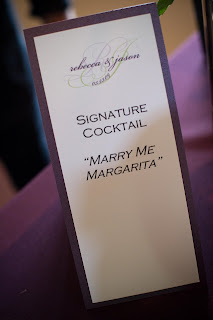 rebecca & jason
SIGNATURE
COCKTAIL
"MARRY ME
MARGARITA"